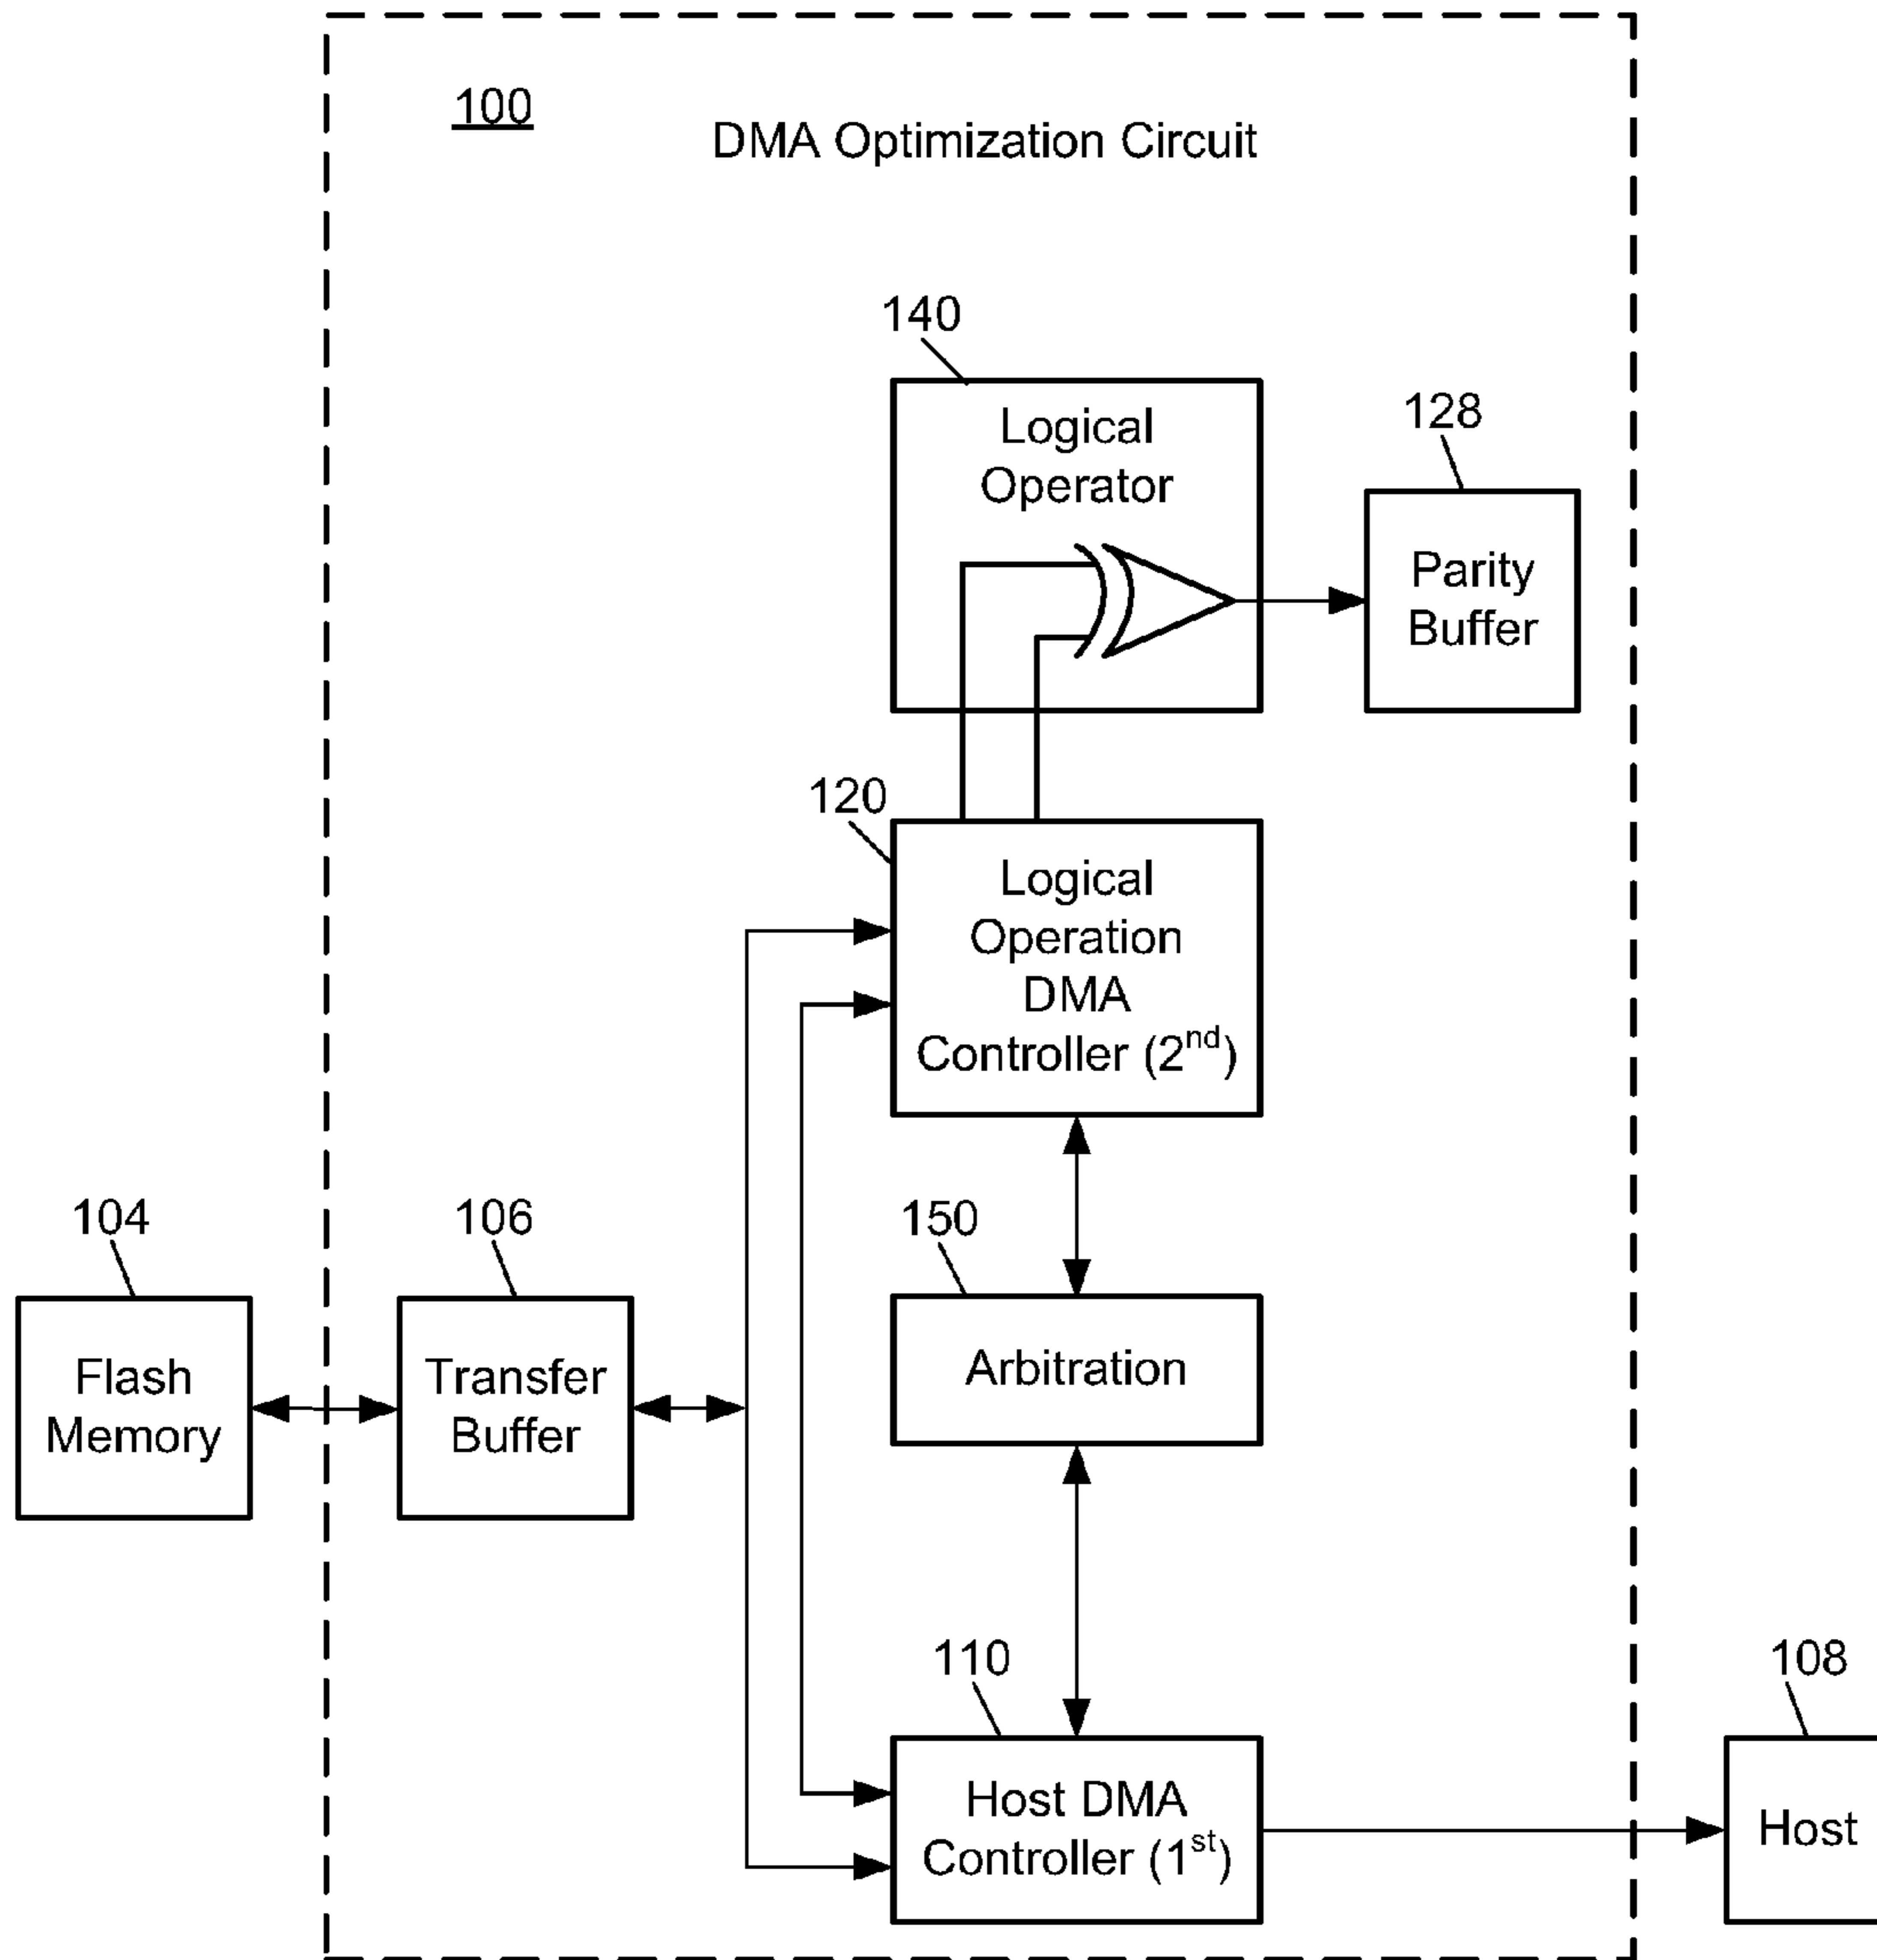 100
DMA Optimization Circuit
140
Logical
Operator
128
Parity
Buffer
120
Logical
Operation
DMA
Controller (2nd)
104
Flash
Memory
106
Transfer
Buffer
150
Arbitration
110
Host DMA
Controller (1st)
108
Host